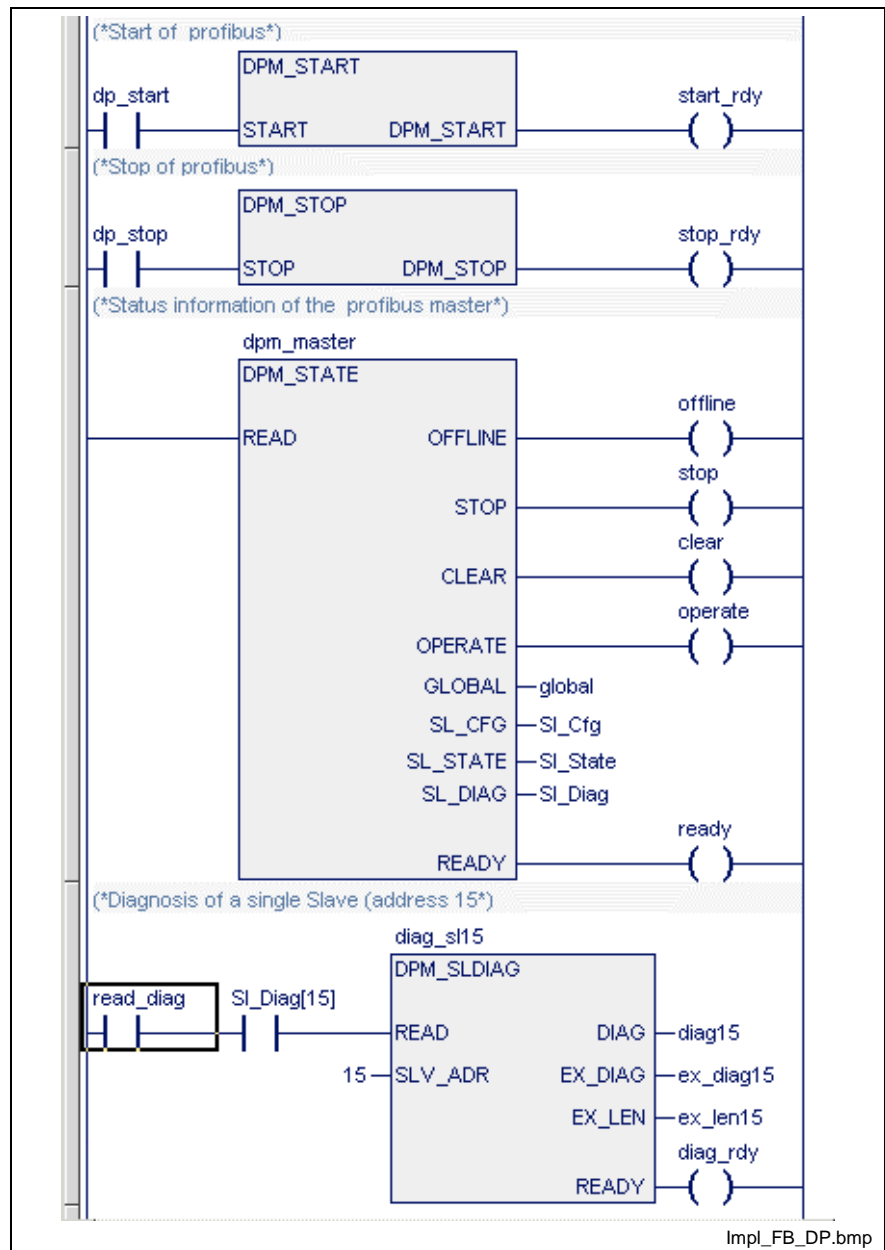 (*Start of profibus*)
DPM_START
dp_start
start_rdy
START DPM_START
(*Stop of profibus*)
DPM_STOP
dp_stop
stop_rdy
STOP DPM_STOP
(*Status information of the profibus master*)
dpm_master
DPM_STATE
offline
READ OFFLINE
stop
STOP
clear
CLEAR
operate
OPERATE
GLOBAL global
SL_CFG Sl_Cfg
SL_STATE Sl_State
SL_DIAG Sl_Diag
ready
READY
(*Diagnosis of a single Slave (address 15*)
diag_sl15
DPM_SLDIAG
read_diag Sl_Diag[15]
READ DIAG diag15
15 SLV_ADR EX_DIAG ex_diag15
EX_LEN ex_len15
diag_rdy
READY
Impl_FB_DP.bmp